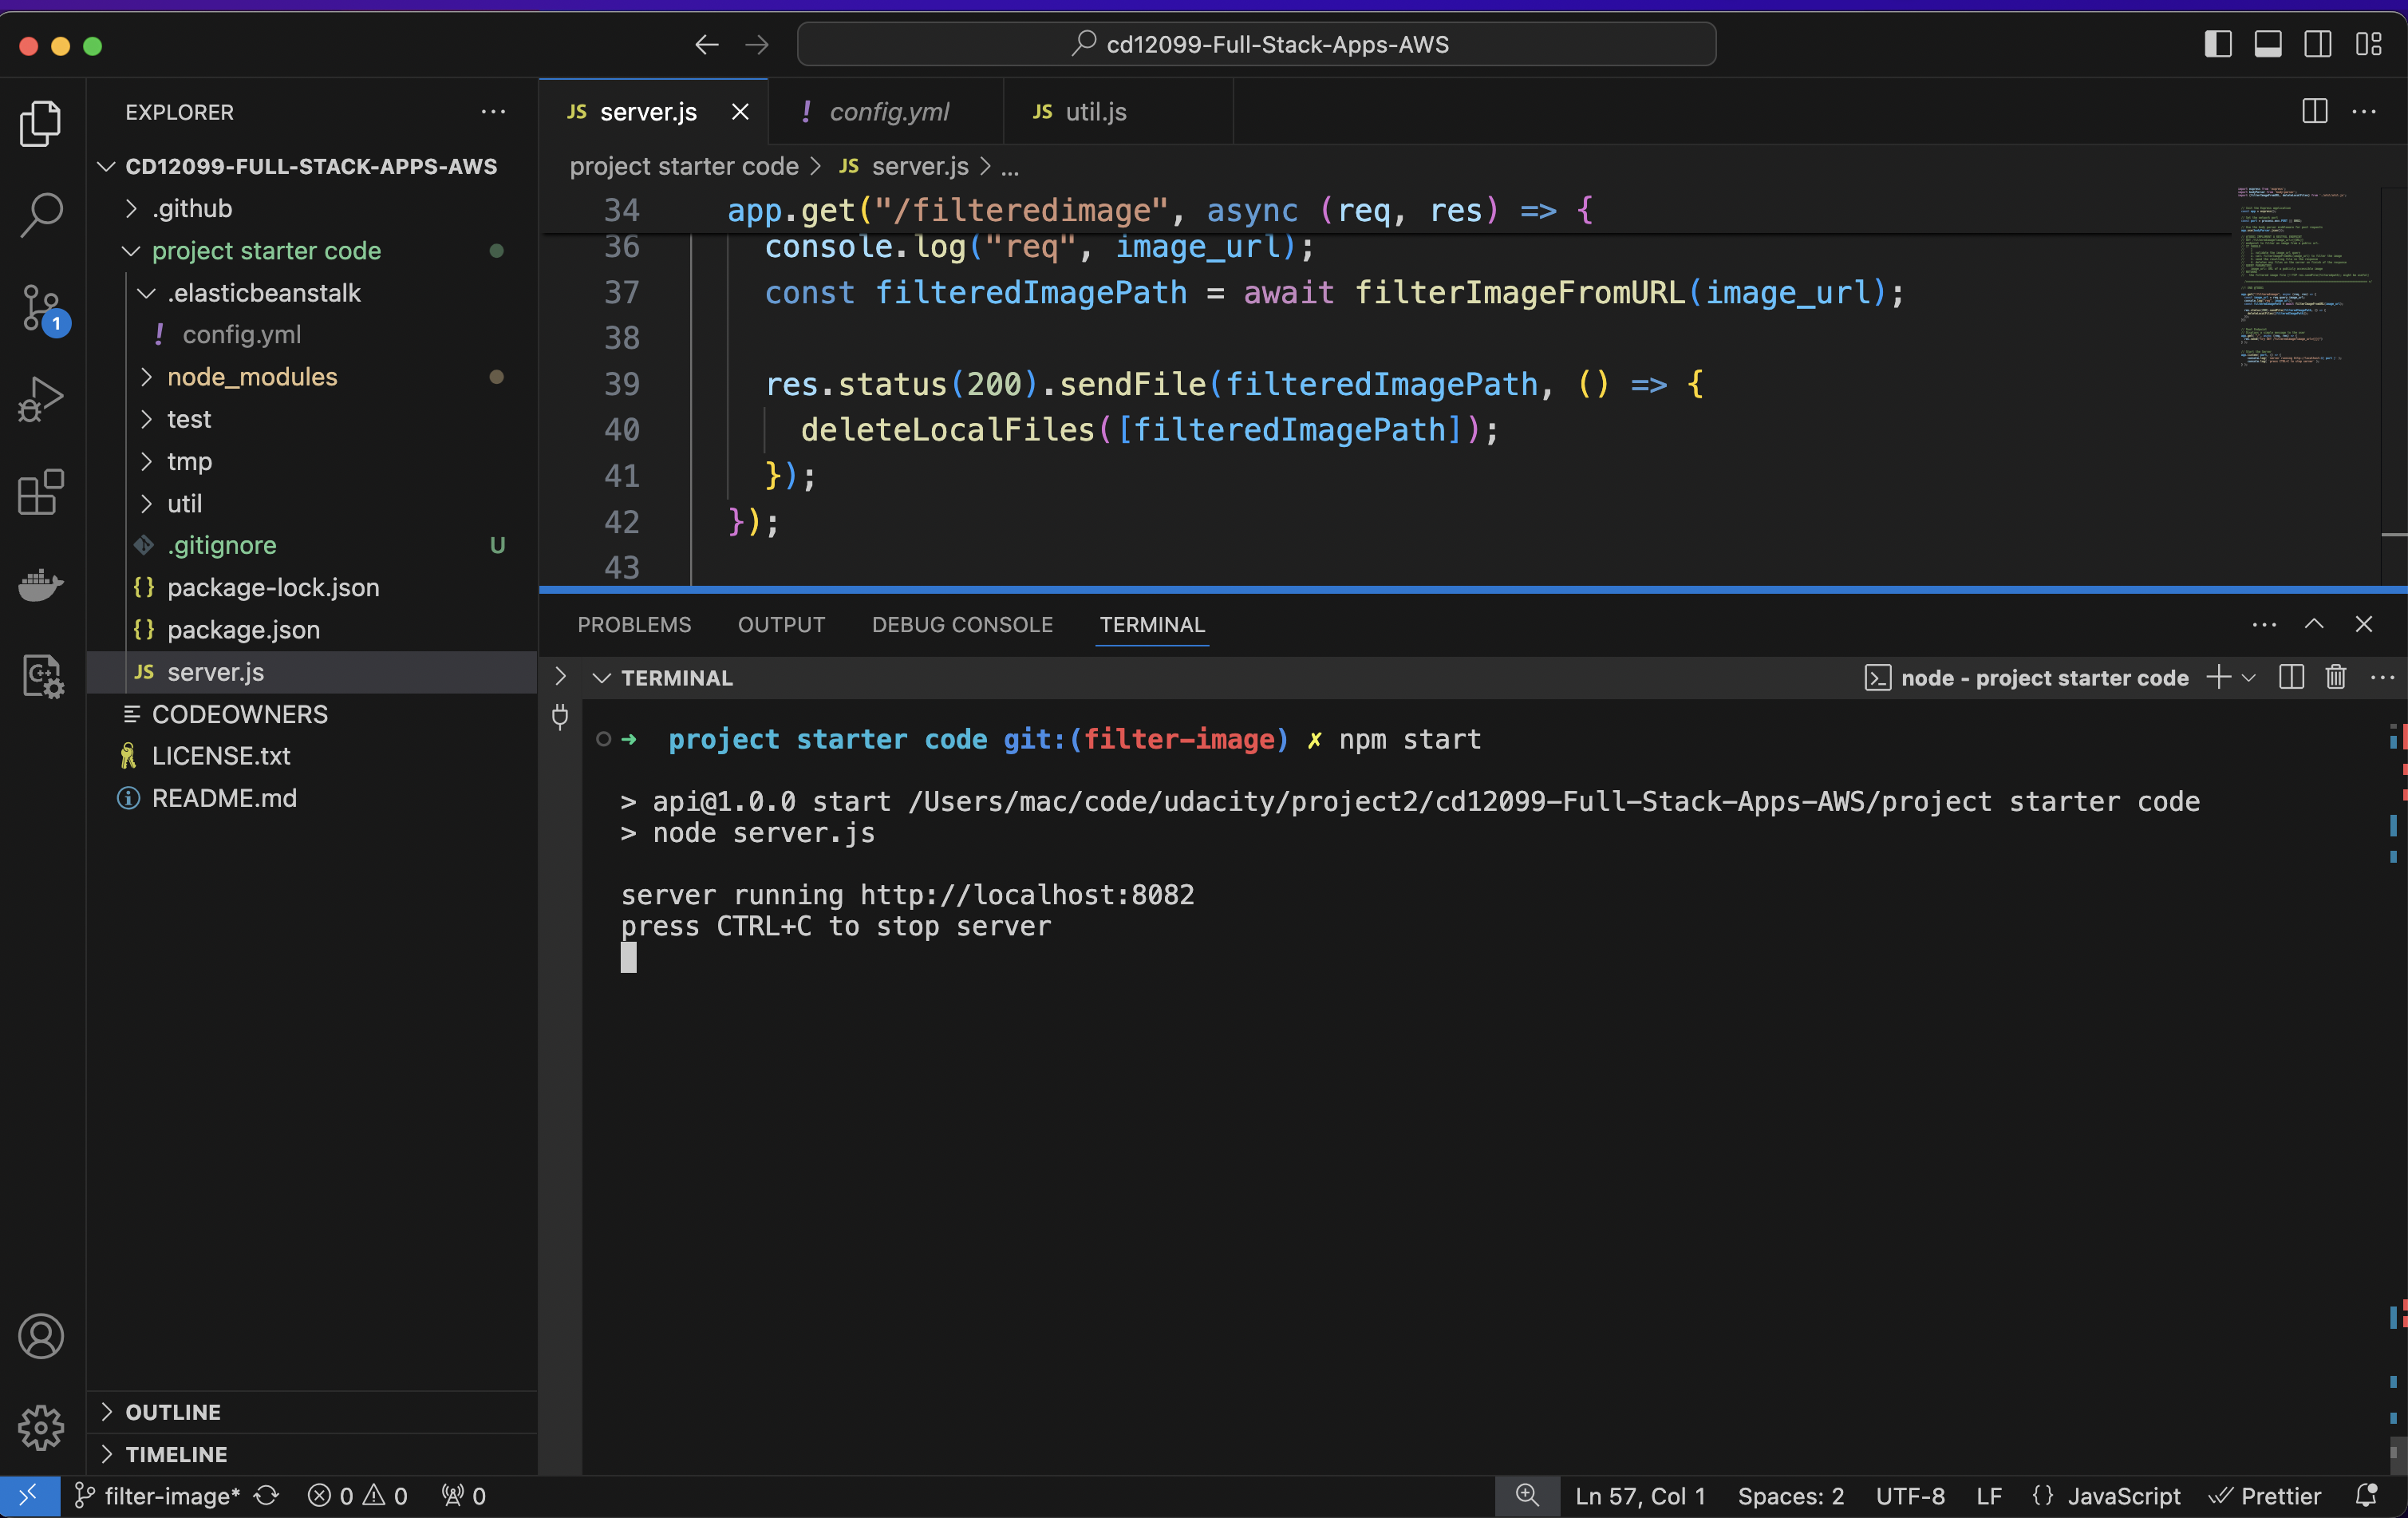 cd12099-Full-Stack-Apps-AWS
EXPLORER
CD12099-FULL-STACK-APPS-AWS
.github
project starter code
.elasticbeanstalk
! config.yml
node_modules
test
tmp
util
.gitignore U
{} package-lock.json
{} package.json
JS server.js
CODEOWNERS
LICENSE.txt
README.md
OUTLINE
TIMELINE
JS server.js
! config.yml
JS util.js
project starter code > JS server.js > ...
34 app.get("/filteredimage", async (req, res) => {
36 console.log("req", image_url);
37 const filteredImagePath = await filterImageFromURL(image_url);
38
39 res.status(200).sendFile(filteredImagePath, () => {
40 deleteLocalFiles([filteredImagePath]);
41 });
42 });
43
PROBLEMS OUTPUT DEBUG CONSOLE TERMINAL
TERMINAL
node - project starter code
➜ project starter code git:(filter-image) ✗ npm start
> api@1.0.0 start /Users/mac/code/udacity/project2/cd12099-Full-Stack-Apps-AWS/project starter code
> node server.js
server running http://localhost:8082
press CTRL+C to stop server
1
C++
filter-image* 0 0 0
Ln 57, Col 1 Spaces: 2 UTF-8 LF {} JavaScript Prettier